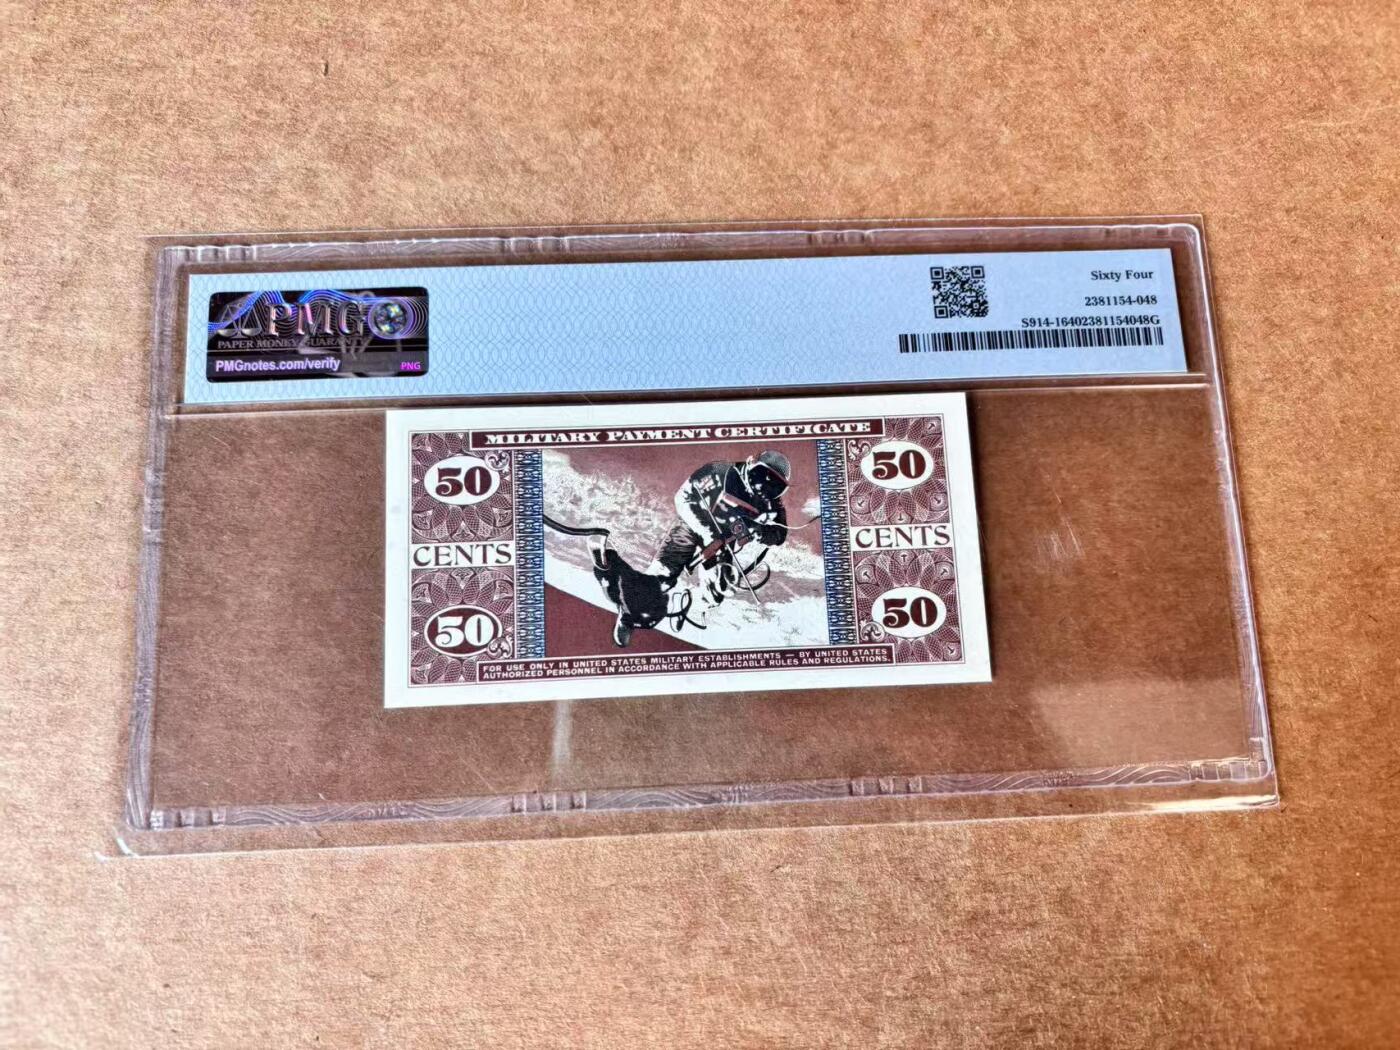 PMG
PAPER MONEY GUARANTY
PMGnotes.com/verify
PNG
Sixty Four
2381154-048
S914-16402381154048G
MILITARY PAYMENT CERTIFICATE
50
50
CENTS
CENTS
50
50
FOR USE ONLY IN UNITED STATES MILITARY ESTABLISHMENTS — BY UNITED STATES
AUTHORIZED PERSONNEL IN ACCORDANCE WITH APPLICABLE RULES AND REGULATIONS.